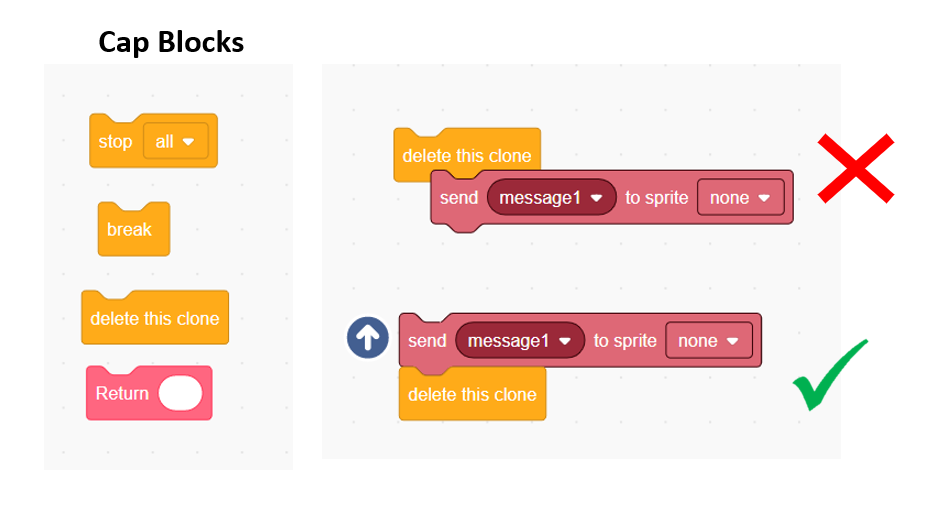 Cap Blocks
stop all
break
delete this clone
Return
delete this clone
send message1 to sprite none
send message1 to sprite none
delete this clone